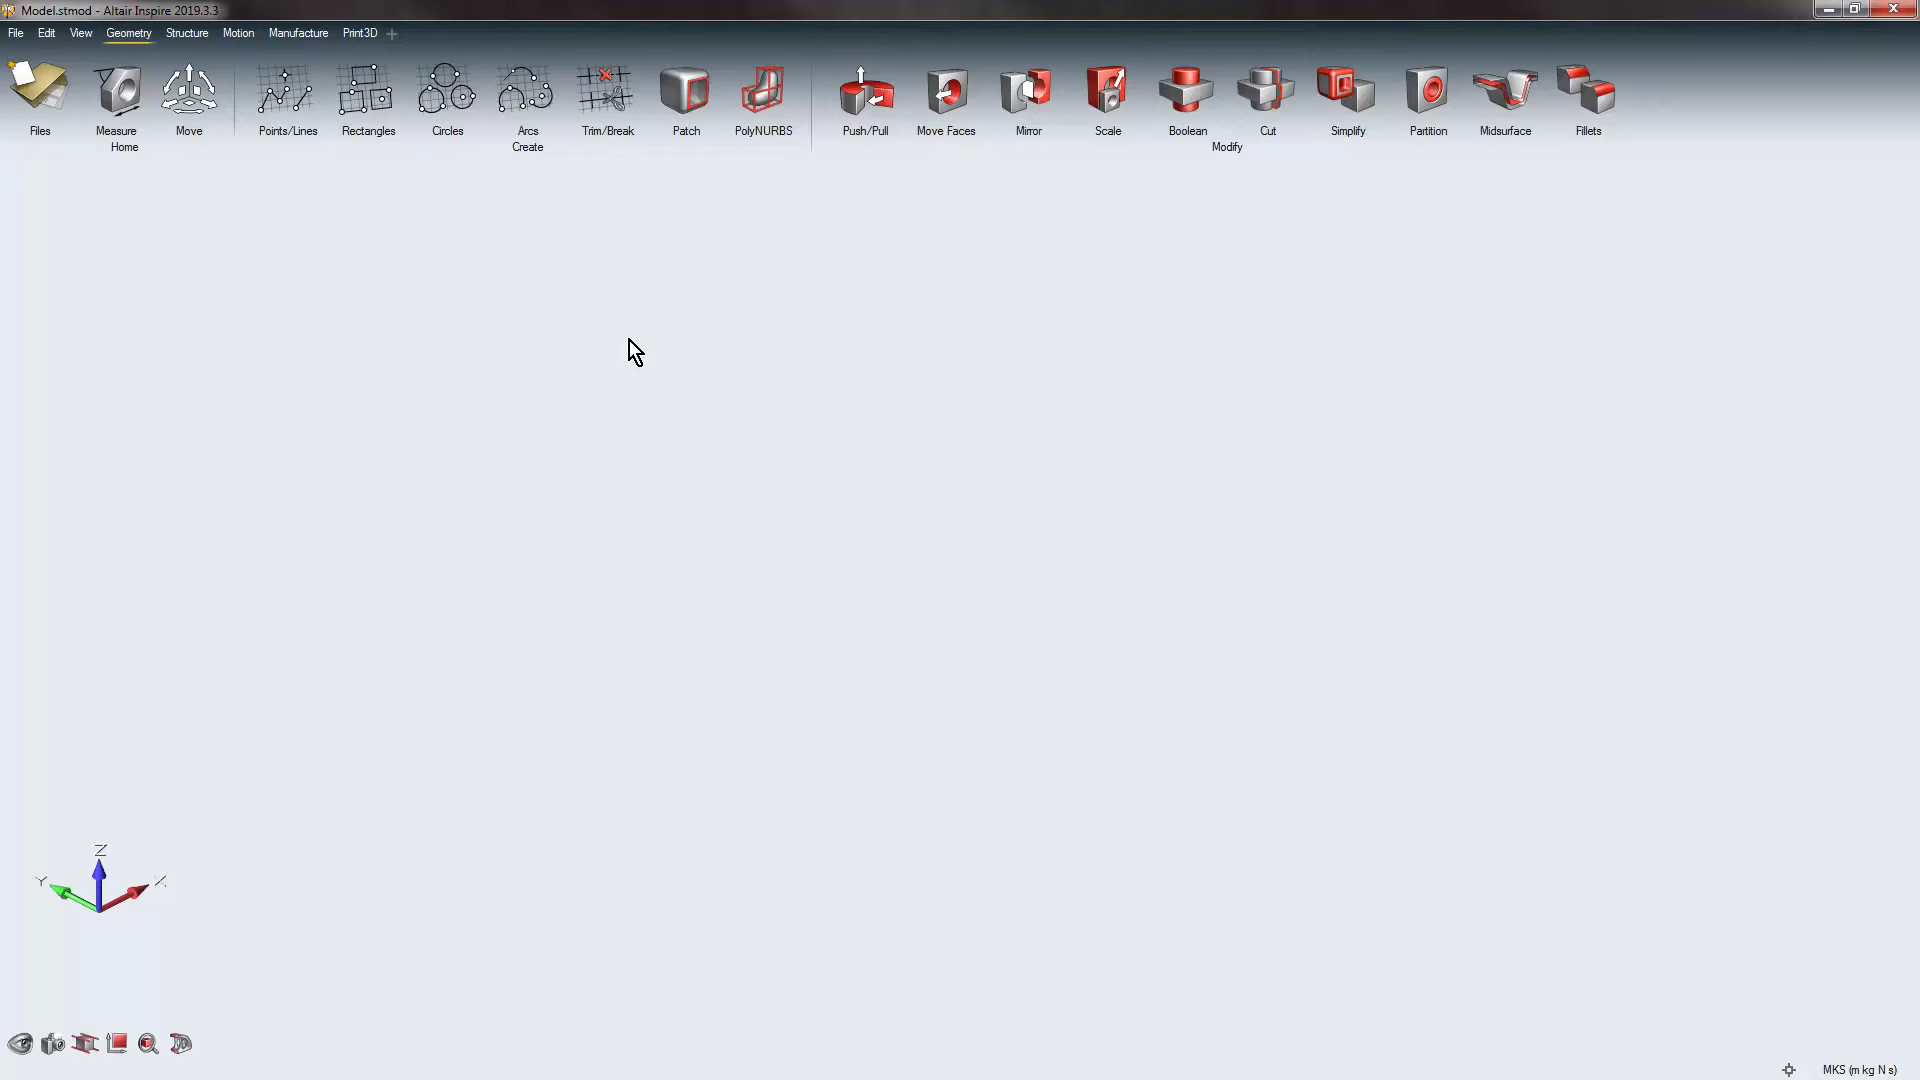 Model.stmod - Altair Inspire 2019.3.3
File Edit View Geometry Structure Motion Manufacture Print3D
Files Measure Move Points/Lines Rectangles Circles Arcs Trim/Break Patch PolyNURBS Push/Pull Move Faces Mirror Scale Boolean Cut Simplify Partition Midsurface Fillets
Home Create Modify
Z
Y X
MKS (m kg N s)